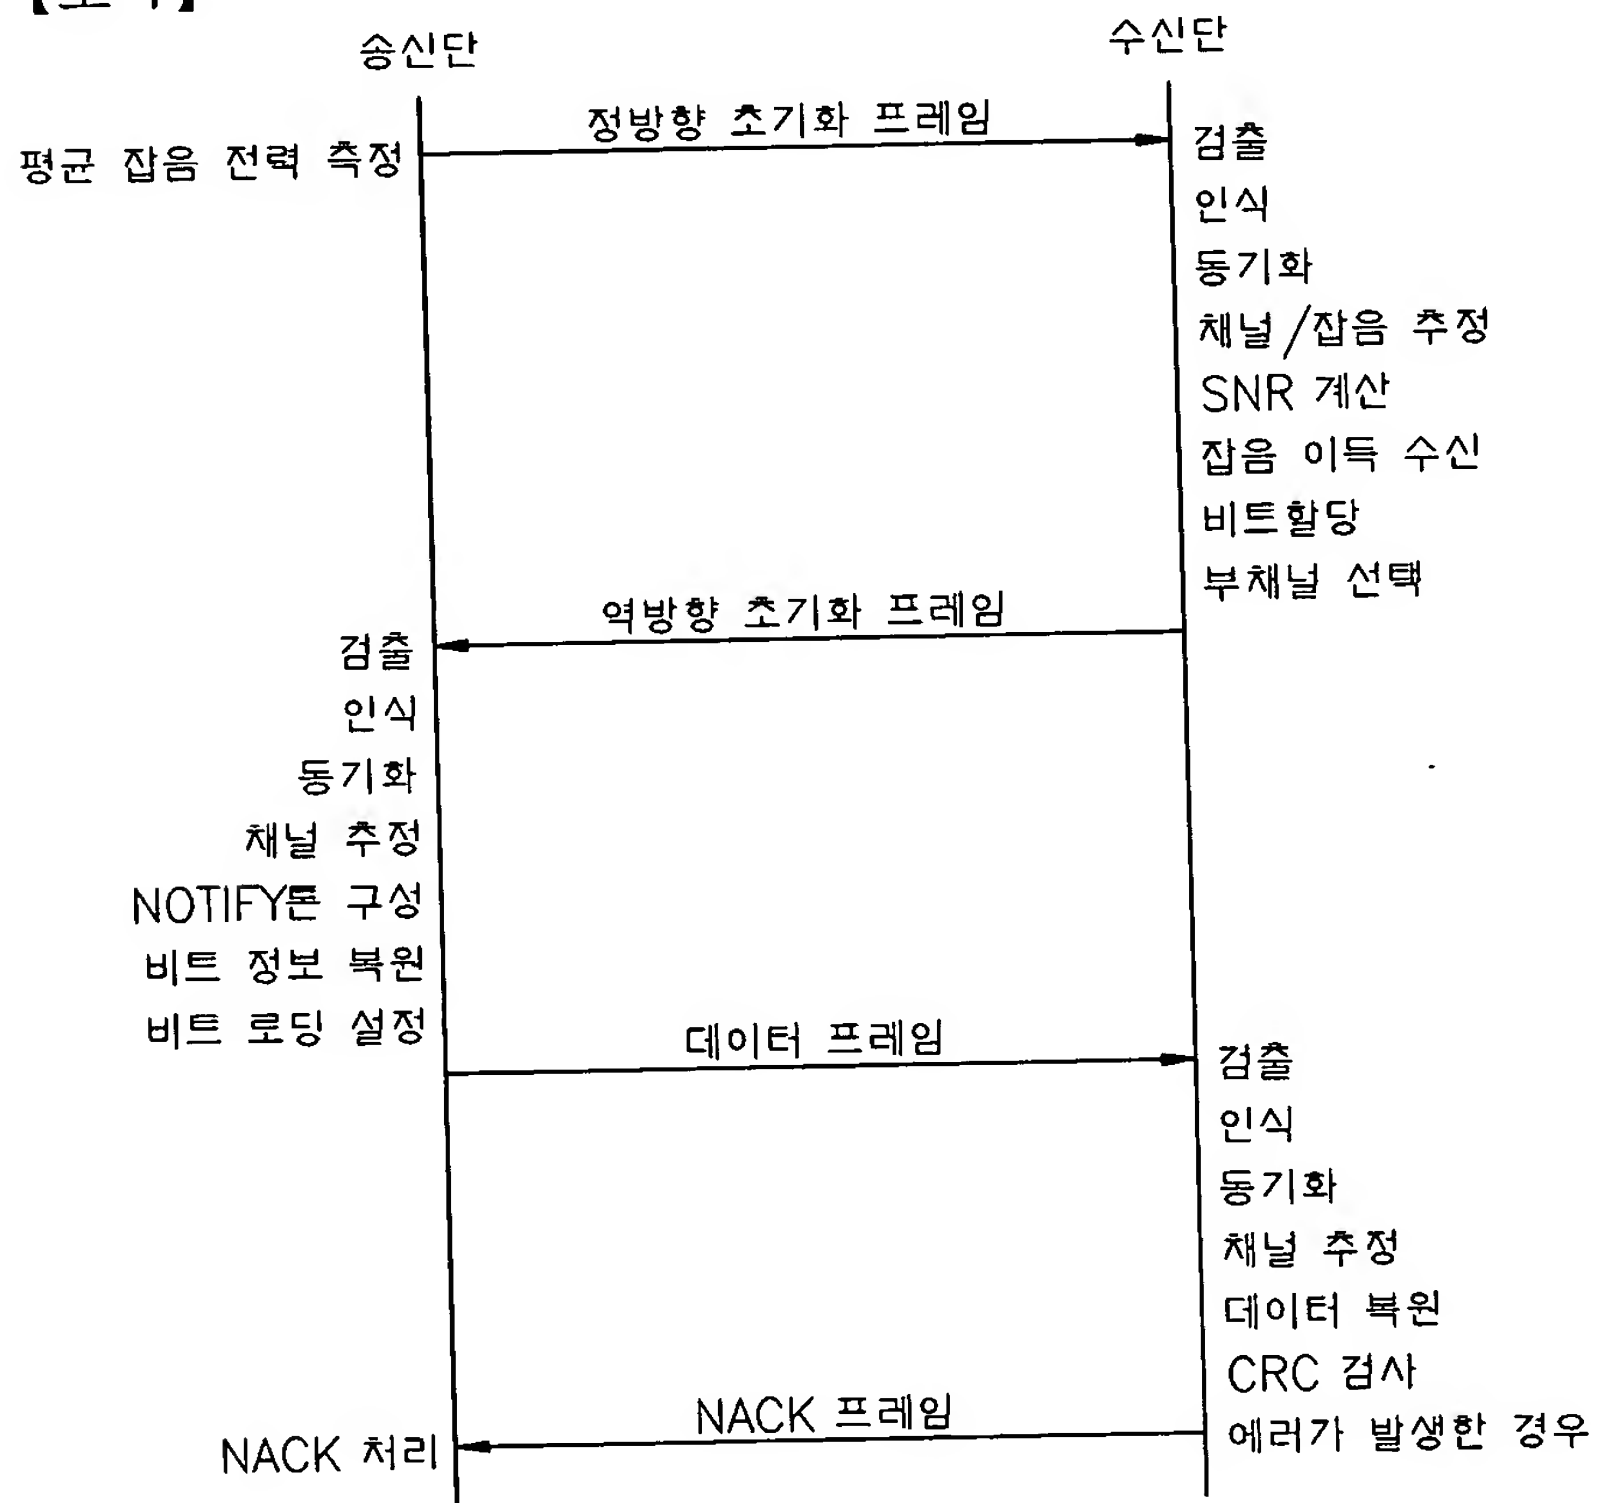 송신단
수신단
정방향 초기화 프레임
평균 잡음 전력 측정
검출
인식
동기화
채널/잡음 추정
SNR 계산
잡음 이득 수신
비트할당
부채널 선택
역방향 초기화 프레임
검출
인식
동기화
채널 추정
NOTIFY톤 구성
비트 정보 복원
비트 로딩 설정
데이터 프레임
검출
인식
동기화
채널 추정
데이터 복원
CRC 검사
에러가 발생한 경우
NACK 프레임
NACK 처리